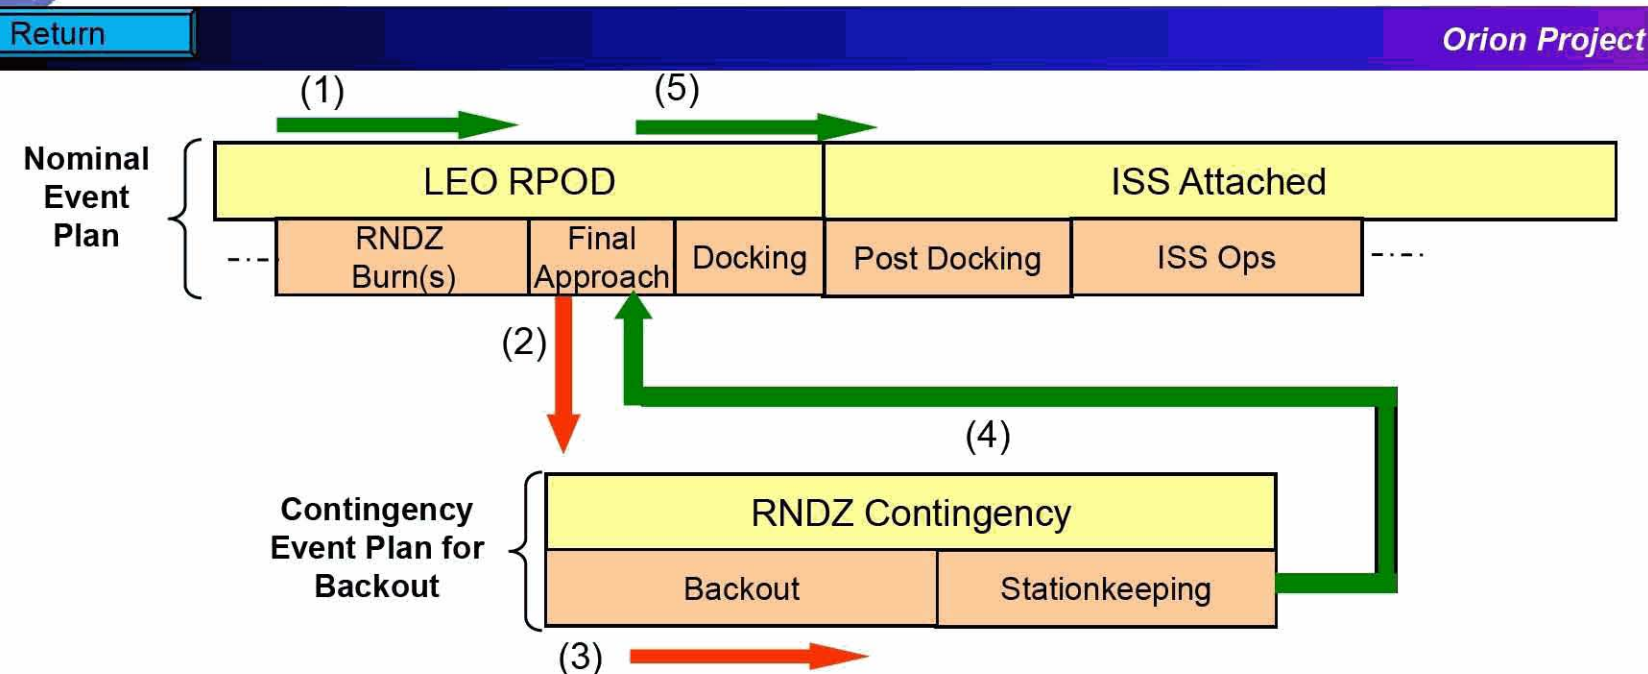 Return
Orion Project
(1)
(5)
Nominal
Event
Plan
LEO RPOD
ISS Attached
RNDZ
Burn(s)
Final
Approach
Docking
Post Docking
ISS Ops
(2)
(4)
Contingency
Event Plan for
Backout
RNDZ Contingency
Backout
Stationkeeping
(3)